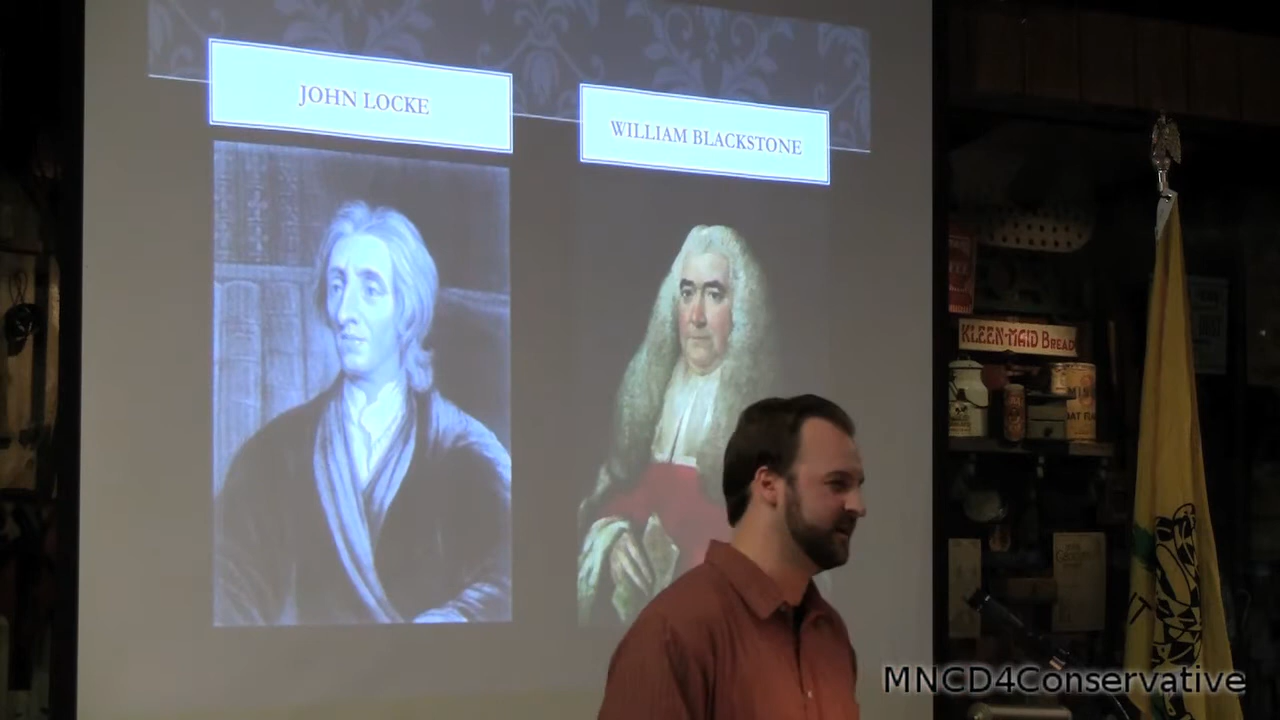 JOHN LOCKE
WILLIAM BLACKSTONE
KLEEN-MAID BREAD
MNCD4Conservative